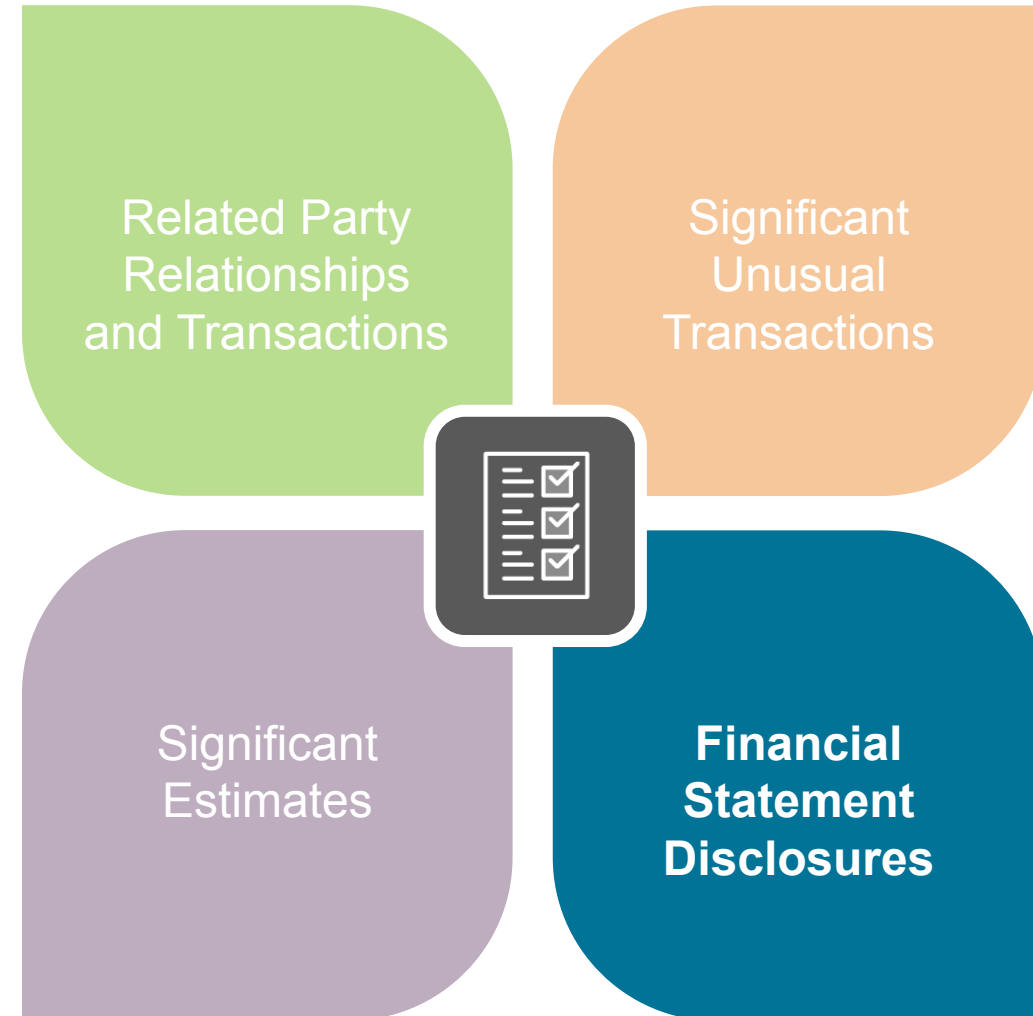 Related Party
Relationships
and Transactions
Significant
Unusual
Transactions
Significant
Estimates
Financial
Statement
Disclosures